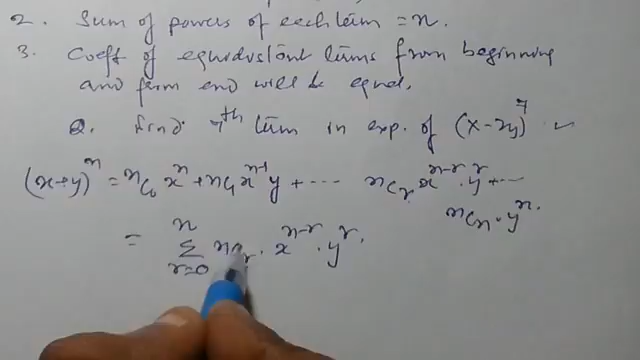 2. Sum of powers of each term = n.
3. Coeff of equidistant terms from beginning
and from end will be equal.
Q. Find 7th term in exp. of (x-2y)^7
(x+y)^n = nC0 x^n + nC1 x^{n-1} y + ---- nCr x^{n-r} . y^r + --
nCn . y^n.
= n Σ r=0 nCr . x^{n-r} . y^r.